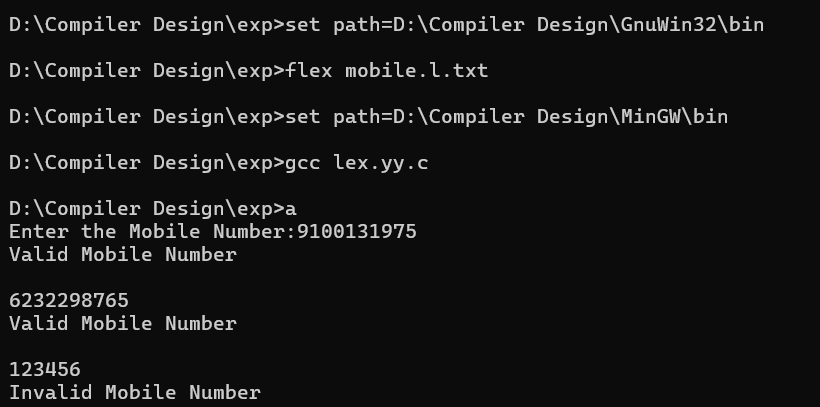 D:\Compiler Design\exp>set path=D:\Compiler Design\GnuWin32\bin
D:\Compiler Design\exp>flex mobile.l.txt
D:\Compiler Design\exp>set path=D:\Compiler Design\MinGW\bin
D:\Compiler Design\exp>gcc lex.yy.c
D:\Compiler Design\exp>a
Enter the Mobile Number:9100131975
Valid Mobile Number
6232298765
Valid Mobile Number
123456
Invalid Mobile Number